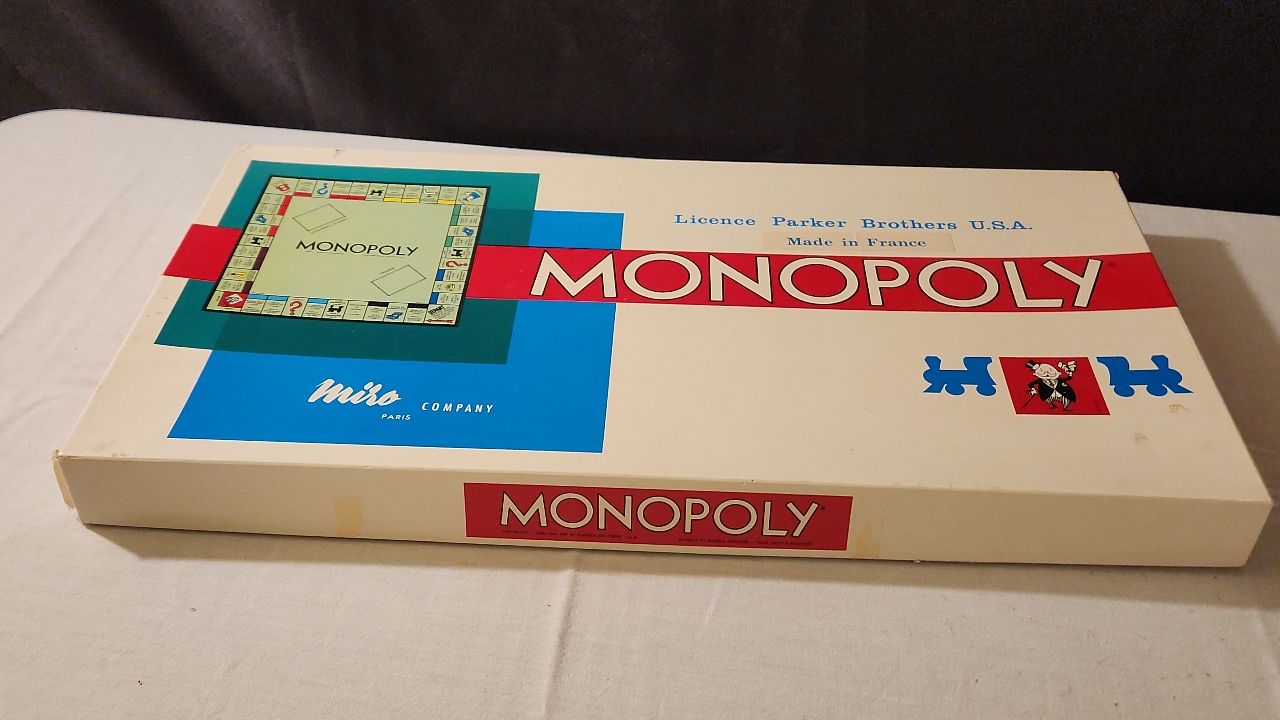 Licence Parker Brothers U.S.A.
Made in France
MONOPOLY
MONOPOLY®
miro
PARIS COMPANY
MONOPOLY®